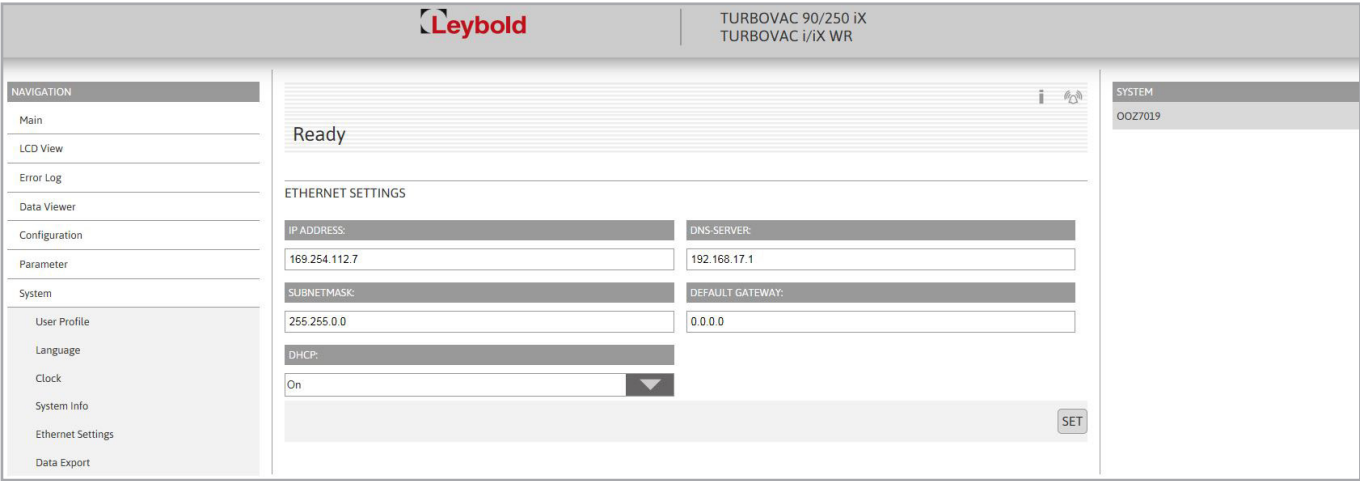 Leybold
TURBOVAC 90/250 iX
TURBOVAC i/iX WR
NAVIGATION
Main
LCD View
Error Log
Data Viewer
Configuration
Parameter
System
User Profile
Language
Clock
System Info
Ethernet Settings
Data Export
i
Ready
ETHERNET SETTINGS
IP ADDRESS:
169.254.112.7
DNS-SERVER:
192.168.17.1
SUBNETMASK:
255.255.0.0
DEFAULT GATEWAY:
0.0.0.0
DHCP:
On
SET
SYSTEM
OOZ7019